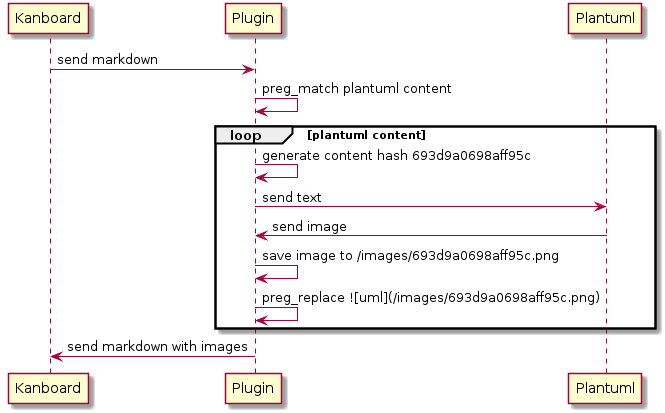 Kanboard Plugin Plantuml
send markdown
preg_match plantuml content
loop [plantuml content]
generate content hash 693d9a0698aff95c
send text
send image
save image to /images/693d9a0698aff95c.png
preg_replace ![uml](/images/693d9a0698aff95c.png)
send markdown with images
Kanboard Plugin Plantuml